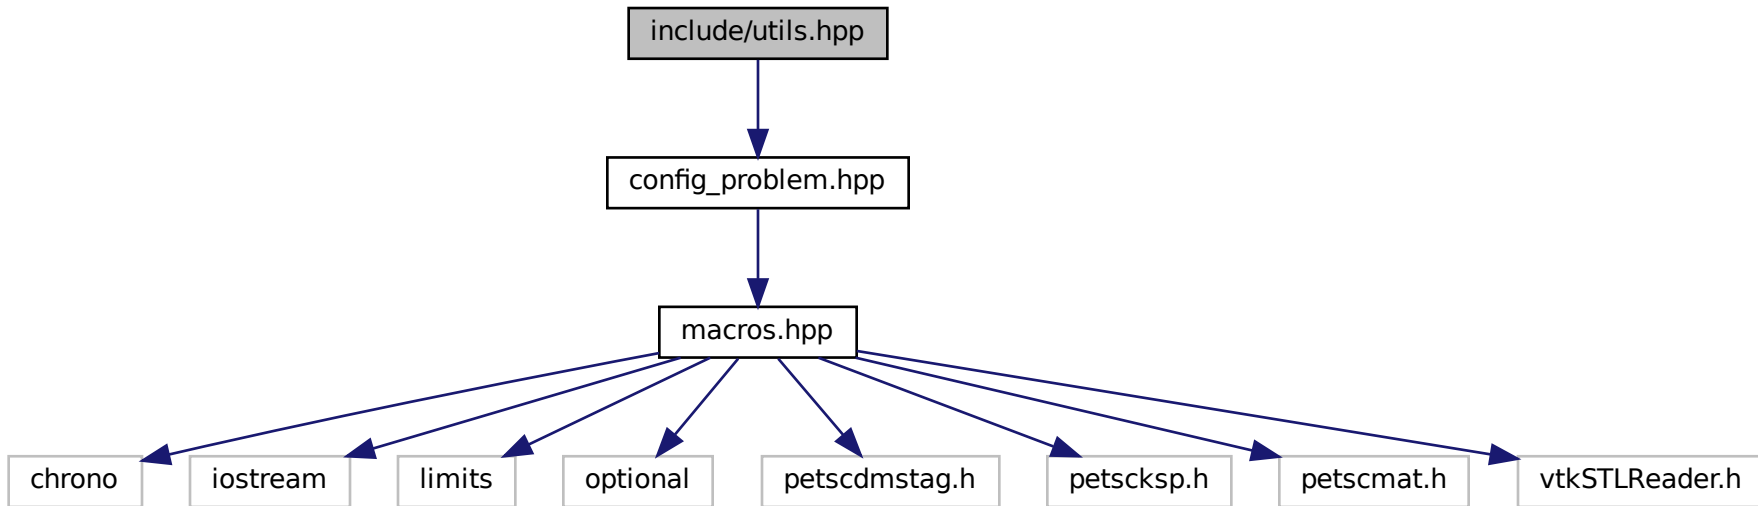 include/utils.hpp
config_problem.hpp
macros.hpp
chrono
iostream
limits
optional
petscdmstag.h
petscksp.h
petscmat.h
vtkSTLReader.h